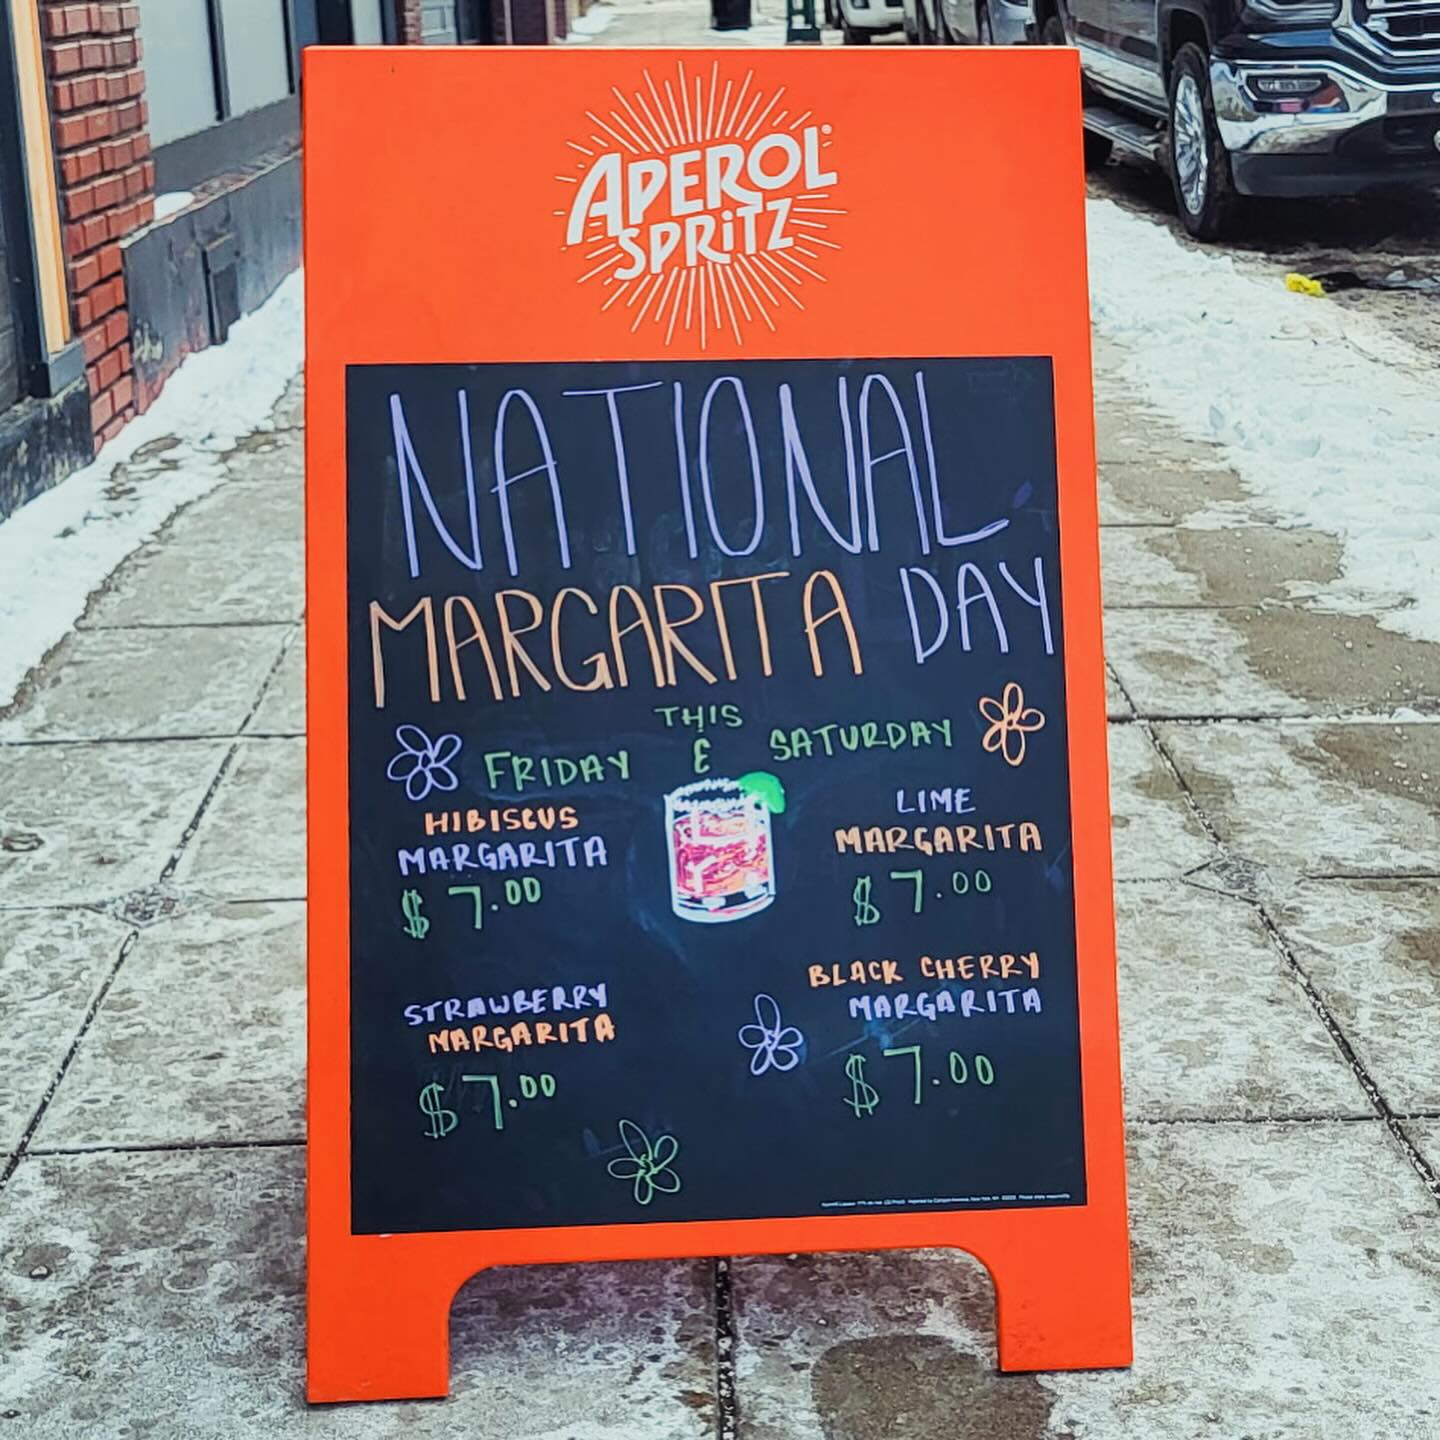 APEROL
SPRITZ
NATIONAL
MARGARITA DAY
THIS
FRIDAY & SATURDAY
HIBISCUS
MARGARITA
$7.00
LIME
MARGARITA
$7.00
STRAWBERRY
MARGARITA
$7.00
BLACK CHERRY
MARGARITA
$7.00